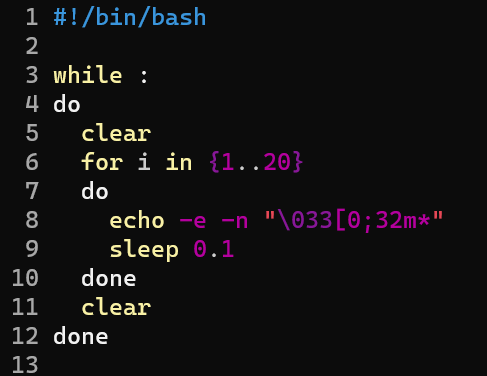 1 #!/bin/bash
2
3 while :
4 do
5   clear
6   for i in {1..20}
7   do
8     echo -e -n "\033[0;32m*"
9     sleep 0.1
10   done
11   clear
12 done
13